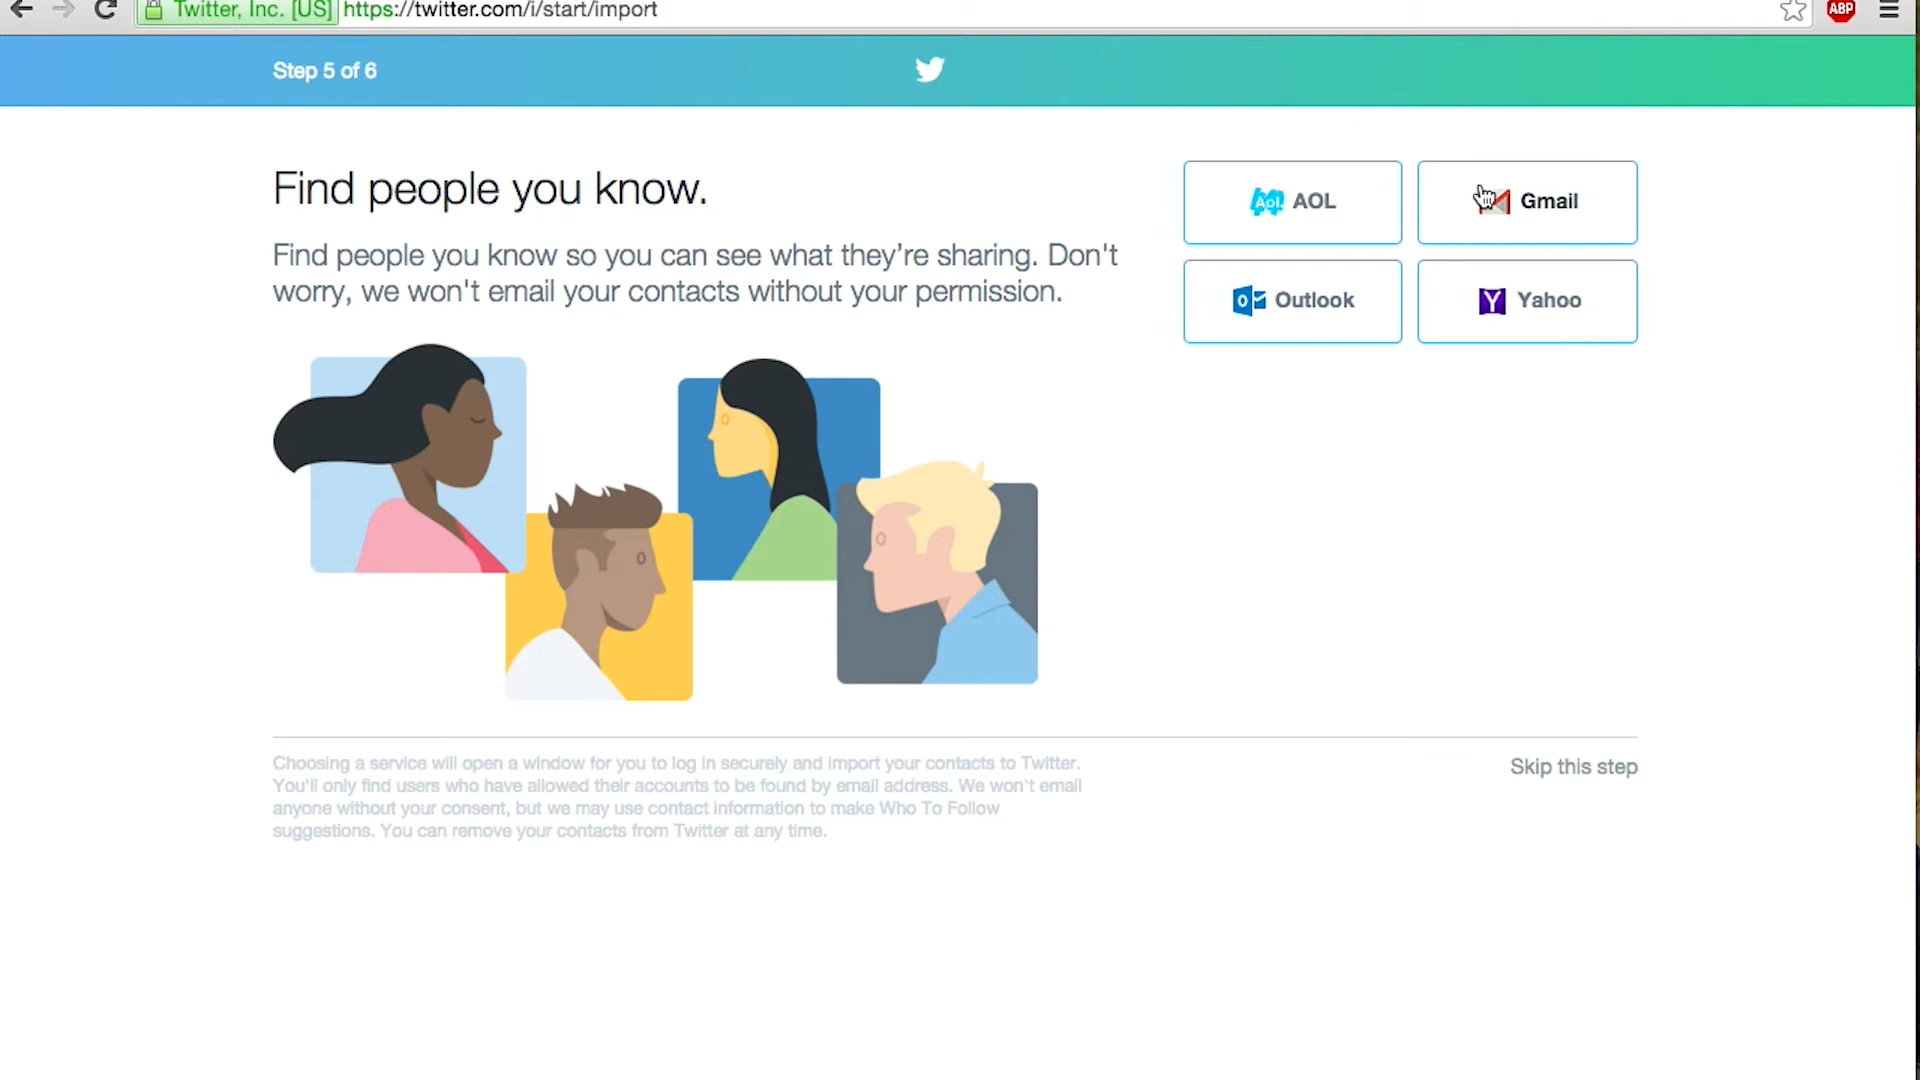 Twitter, Inc. [US] https://twitter.com/i/start/import
ABP
Step 5 of 6
Find people you know.
Find people you know so you can see what they're sharing. Don't
worry, we won't email your contacts without your permission.
Aol. AOL
Gmail
Outlook
Yahoo
Choosing a service will open a window for you to log in securely and import your contacts to Twitter.
You'll only find users who have allowed their accounts to be found by email address. We won't email
anyone without your consent, but we may use contact information to make Who To Follow
suggestions. You can remove your contacts from Twitter at any time.
Skip this step